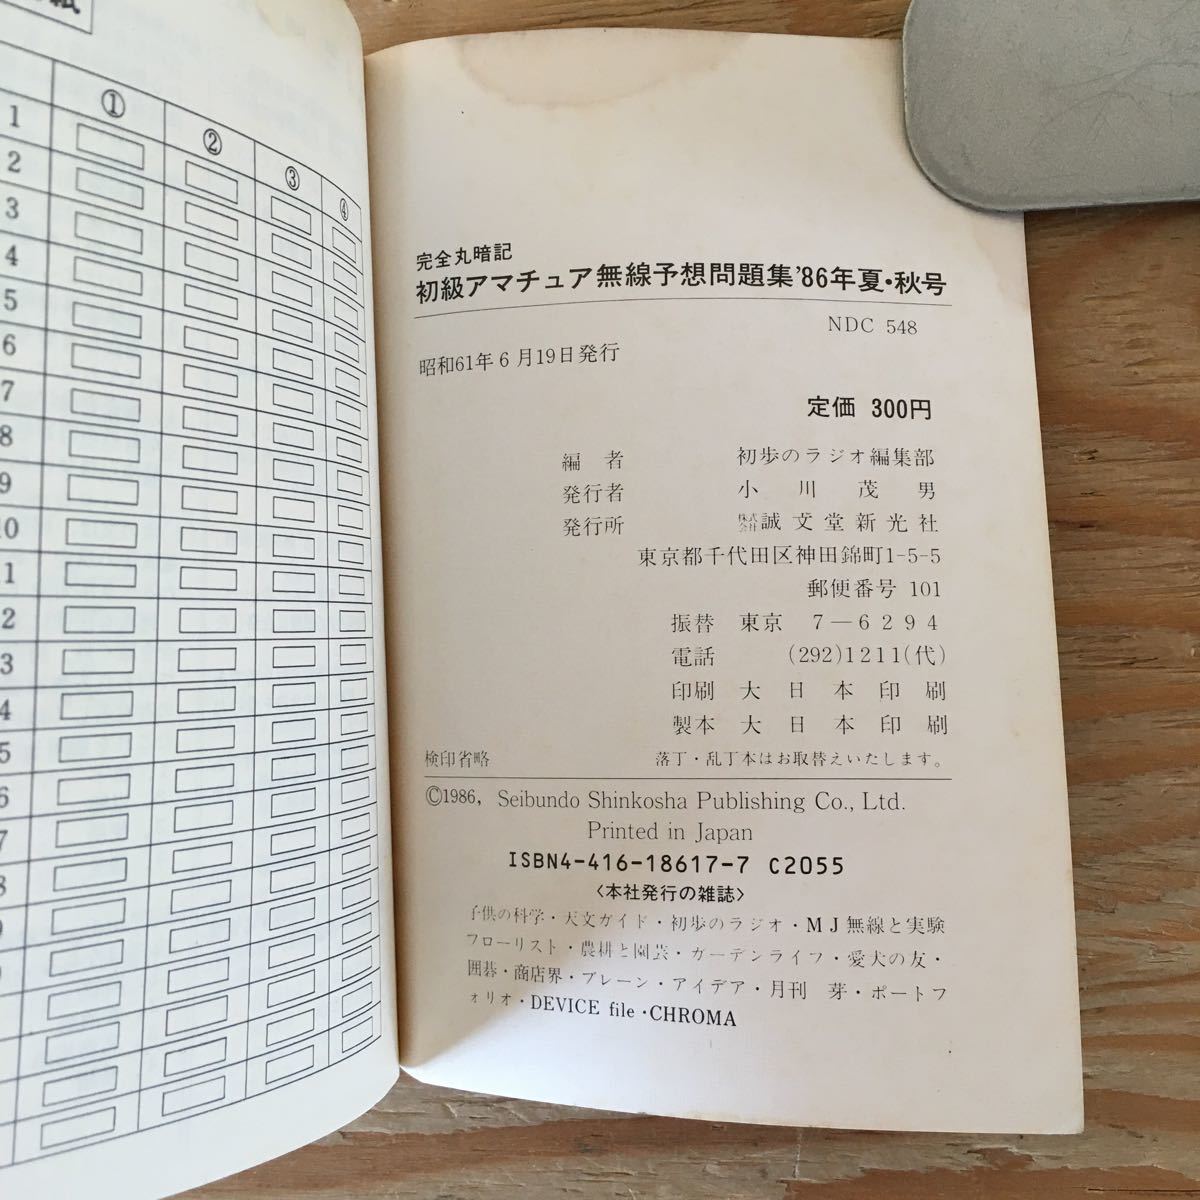 紙
① ② ③ ④
1
2
3
4
5
6
7
8
9
10
1
2
3
4
5
6
7
8
9
完全丸暗記
初級アマチュア無線予想問題集'86年夏・秋号
NDC 548
昭和61年6月19日発行
定価 300円
編者 初歩のラジオ編集部
発行者 小川茂男
発行所 株式会社 誠文堂新光社
東京都千代田区神田錦町1-5-5
郵便番号 101
振替 東京 7-6294
電話 (292)1211(代)
印刷 大日本印刷
製本 大日本印刷
検印省略 落丁・乱丁本はお取替えいたします。
©1986, Seibundo Shinkosha Publishing Co., Ltd.
Printed in Japan
ISBN4-416-18617-7 C2055
〈本社発行の雑誌〉
子供の科学・天文ガイド・初歩のラジオ・MJ無線と実験
フローリスト・農耕と園芸・ガーデンライフ・愛犬の友・
囲碁・商店界・ブレーン・アイデア・月刊 芽・ポートフ
ォリオ・DEVICE file・CHROMA